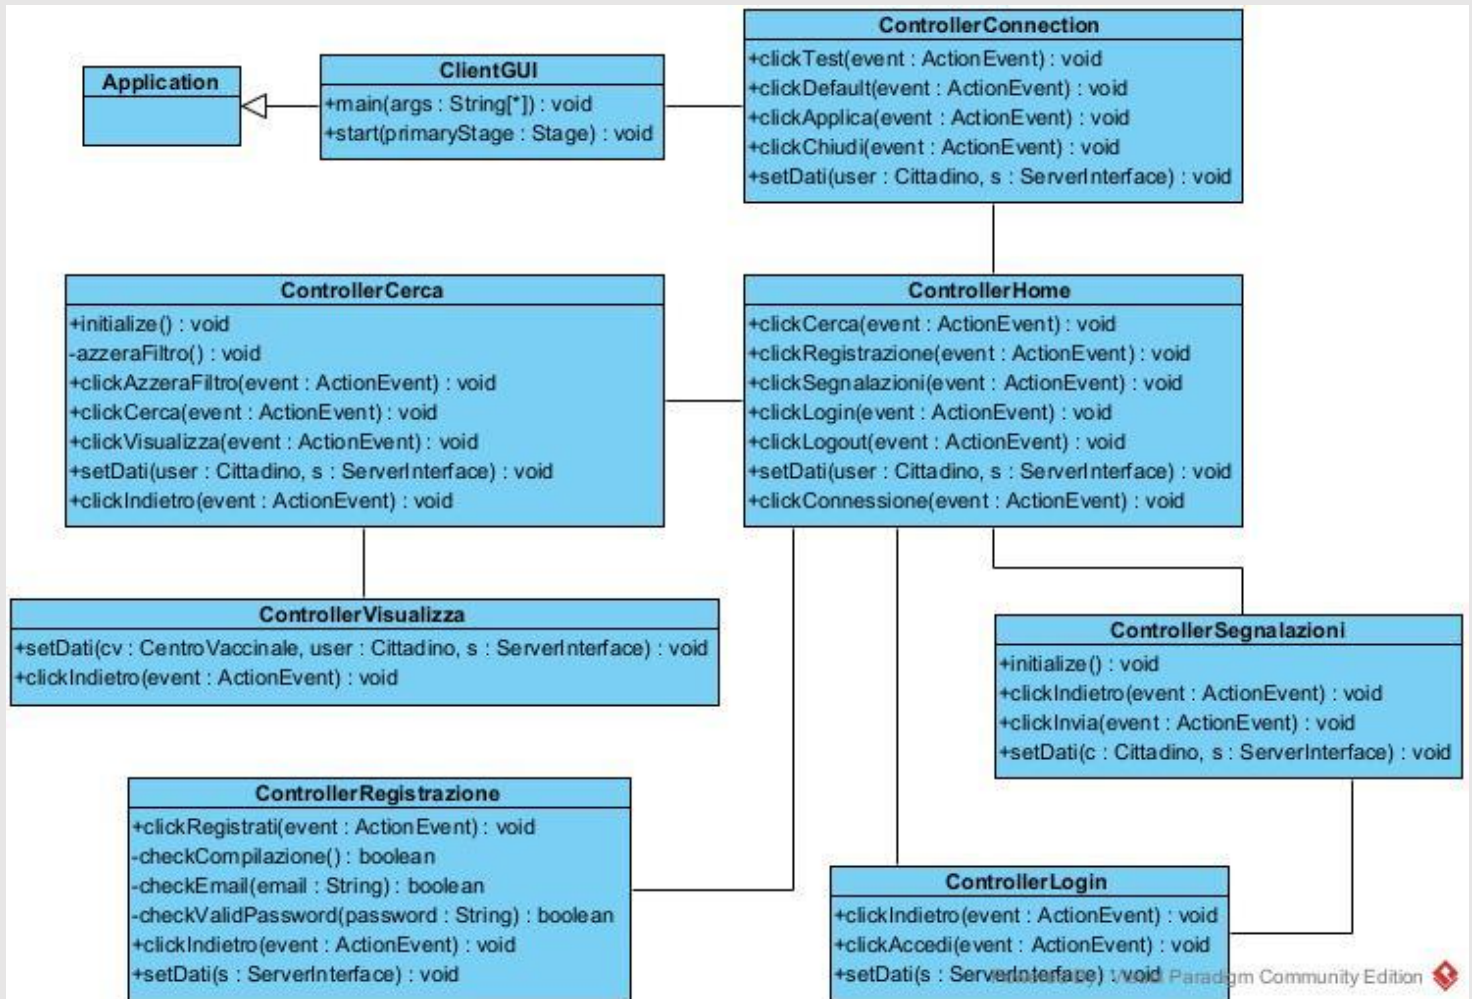 Application
ClientGUI
+main(args : String[*]) : void
+start(primaryStage : Stage) : void
ControllerConnection
+clickTest(event : ActionEvent) : void
+clickDefault(event : ActionEvent) : void
+clickApplica(event : ActionEvent) : void
+clickChiudi(event : ActionEvent) : void
+setDati(user : Cittadino, s : ServerInterface) : void
ControllerCerca
+initialize() : void
-azzeraFiltro() : void
+clickAzzeraFiltro(event : ActionEvent) : void
+clickCerca(event : ActionEvent) : void
+clickVisualizza(event : ActionEvent) : void
+setDati(user : Cittadino, s : ServerInterface) : void
+clickIndietro(event : ActionEvent) : void
ControllerHome
+clickCerca(event : ActionEvent) : void
+clickRegistrazione(event : ActionEvent) : void
+clickSegnalazioni(event : ActionEvent) : void
+clickLogin(event : ActionEvent) : void
+clickLogout(event : ActionEvent) : void
+setDati(user : Cittadino, s : ServerInterface) : void
+clickConnessione(event : ActionEvent) : void
ControllerVisualizza
+setDati(cv : CentroVaccinale, user : Cittadino, s : ServerInterface) : void
+clickIndietro(event : ActionEvent) : void
ControllerSegnalazioni
+initialize() : void
+clickIndietro(event : ActionEvent) : void
+clickInvia(event : ActionEvent) : void
+setDati(c : Cittadino, s : ServerInterface) : void
ControllerRegistrazione
+clickRegistrati(event : ActionEvent) : void
-checkCompilazione() : boolean
-checkEmail(email : String) : boolean
-checkValidPassword(password : String) : boolean
+clickIndietro(event : ActionEvent) : void
+setDati(s : ServerInterface) : void
ControllerLogin
+clickIndietro(event : ActionEvent) : void
+clickAccedi(event : ActionEvent) : void
+setDati(s : ServerInterface) : void
Powered By Visual Paradigm Community Edition